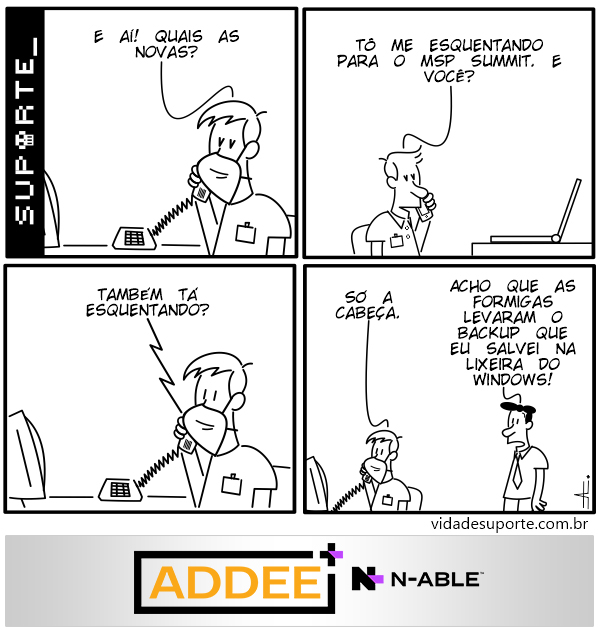 SUPORTE_
E AÍ! QUAIS AS
NOVAS?
TÔ ME ESQUENTANDO
PARA O MSP SUMMIT. E
VOCÊ?
TAMBÉM TÁ
ESQUENTANDO?
SÓ A
CABEÇA.
ACHO QUE AS
FORMIGAS
LEVARAM O
BACKUP QUE
EU SALVEI NA
LIXEIRA DO
WINDOWS!
vidadesuporte.com.br
ADDEE+
N-ABLE™